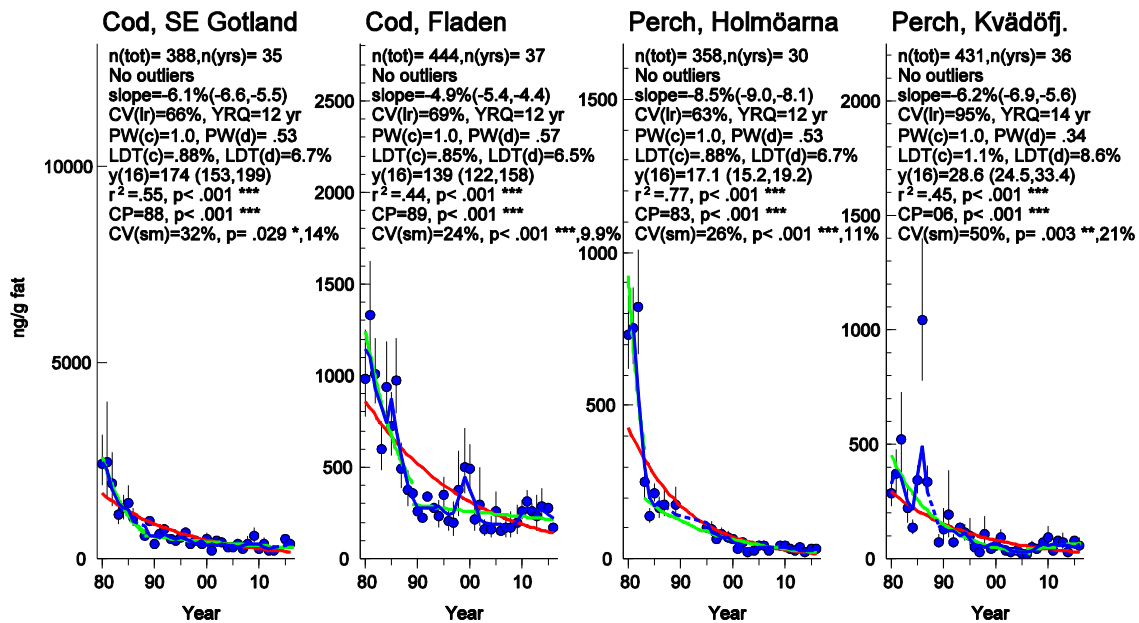 Cod, SE Gotland
n(tot)= 388,n(yrs)= 35
No outliers
slope=-6.1%(-6.6,-5.5)
CV(lr)=66%, YRQ=12 yr
PW(c)=1.0, PW(d)= .53
LDT(c)=.88%, LDT(d)=6.7%
y(16)=174 (153,199)
r²=.55, p< .001 ***
CP=88, p< .001 ***
CV(sm)=32%, p= .029 *,14%
ng/g fat
10000
5000
0
80 90 00 10
Year
Cod, Fladen
n(tot)= 444,n(yrs)= 37
No outliers
slope=-4.9%(-5.4,-4.4)
CV(lr)=69%, YRQ=12 yr
PW(c)=1.0, PW(d)= .57
LDT(c)=.85%, LDT(d)=6.5%
y(16)=139 (122,158)
r²=.44, p< .001 ***
CP=89, p< .001 ***
CV(sm)=24%, p< .001 ***,9.9%
2500
2000
1500
1000
500
0
80 90 00 10
Year
Perch, Holmöarna
n(tot)= 358,n(yrs)= 30
No outliers
slope=-8.5%(-9.0,-8.1)
CV(lr)=63%, YRQ=12 yr
PW(c)=1.0, PW(d)= .53
LDT(c)=.88%, LDT(d)=6.7%
y(16)=17.1 (15.2,19.2)
r²=.77, p< .001 ***
CP=83, p< .001 ***
CV(sm)=26%, p< .001 ***,11%
1500
1000
500
0
80 90 00 10
Year
Perch, Kvädöfj.
n(tot)= 431,n(yrs)= 36
No outliers
slope=-6.2%(-6.9,-5.6)
CV(lr)=95%, YRQ=14 yr
PW(c)=1.0, PW(d)= .34
LDT(c)=1.1%, LDT(d)=8.6%
y(16)=28.6 (24.5,33.4)
r²=.45, p< .001 ***
CP=06, p< .001 ***
CV(sm)=50%, p= .003 **,21%
2000
1500
1000
500
0
80 90 00 10
Year